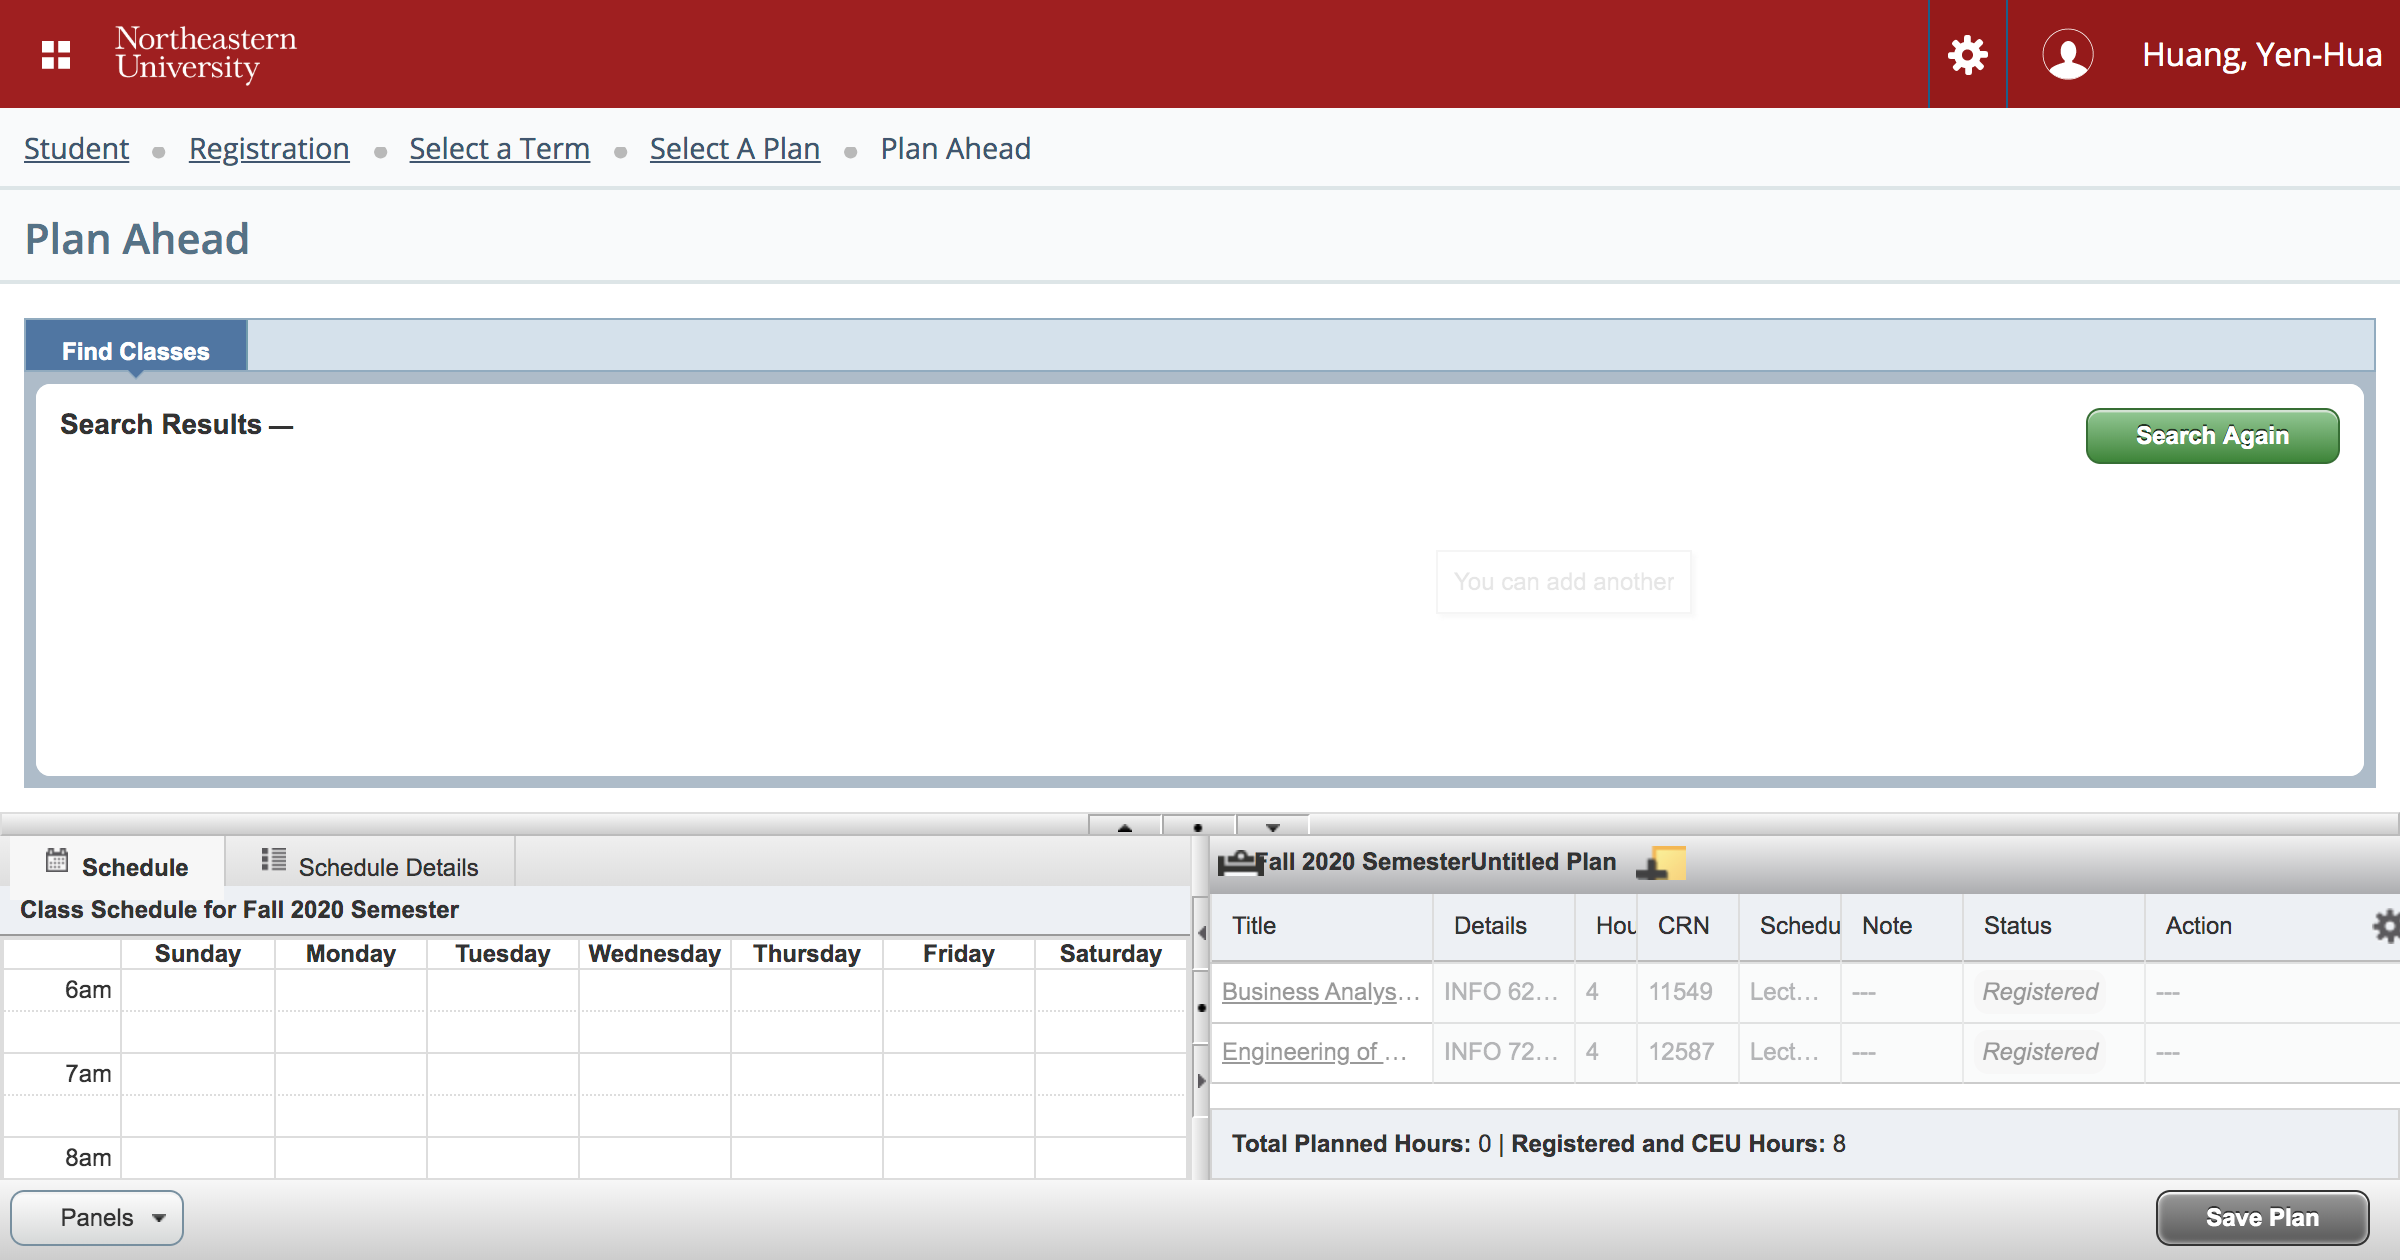 Northeastern
University
Huang, Yen-Hua
Student
Registration
Select a Term
Select A Plan
Plan Ahead
Plan Ahead
Find Classes
Search Results —
Search Again
You can add another
Schedule
Schedule Details
Class Schedule for Fall 2020 Semester
Sunday Monday Tuesday Wednesday Thursday Friday Saturday
6am
7am
8am
Fall 2020 SemesterUntitled Plan
Title Details Hou CRN Schedu Note Status Action
Business Analys... INFO 62... 4 11549 Lect... --- Registered ---
Engineering of ... INFO 72... 4 12587 Lect... --- Registered ---
Total Planned Hours: 0 | Registered and CEU Hours: 8
Panels
Save Plan